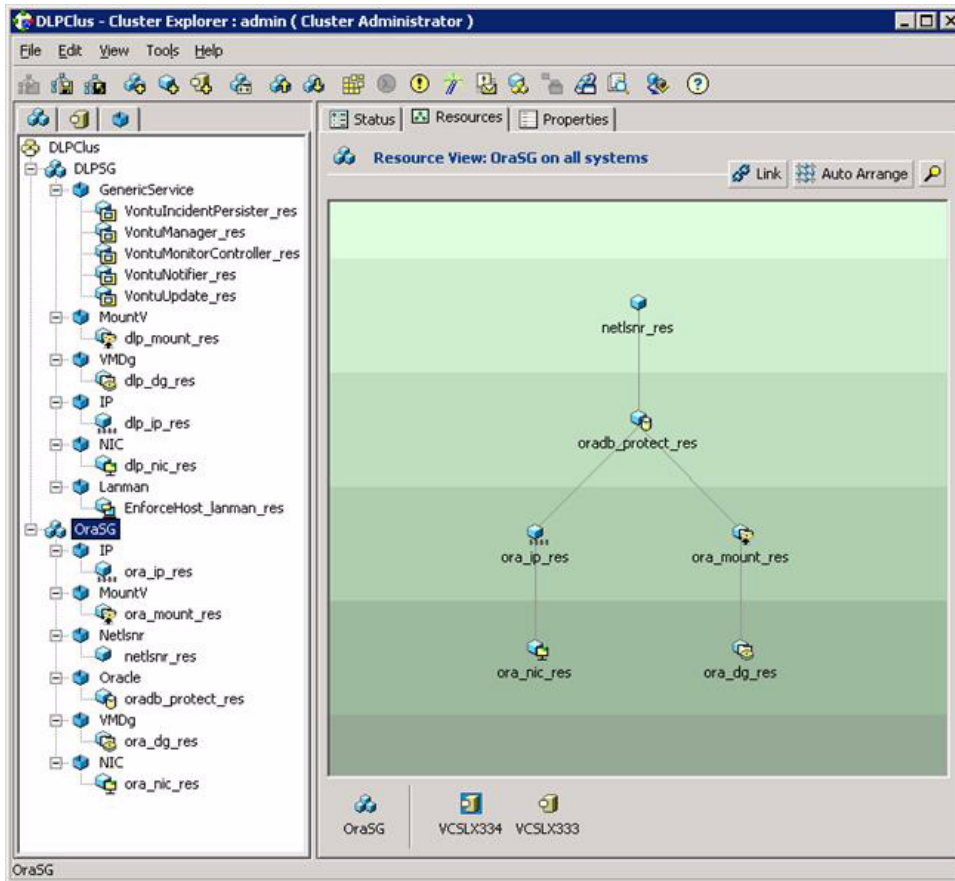 DLPClus - Cluster Explorer : admin ( Cluster Administrator )
File Edit View Tools Help
Status Resources Properties
DLPClus
DLPSG
GenericService
VontuIncidentPersister_res
VontuManager_res
VontuMonitorController_res
VontuNotifier_res
VontuUpdate_res
MountV
dlp_mount_res
VMDg
dlp_dg_res
IP
dlp_ip_res
NIC
dlp_nic_res
Lanman
EnforceHost_lanman_res
OraSG
IP
ora_ip_res
MountV
ora_mount_res
Netlsnr
netlsnr_res
Oracle
oradb_protect_res
VMDg
ora_dg_res
NIC
ora_nic_res
Resource View: OraSG on all systems
Link Auto Arrange
netlsnr_res
oradb_protect_res
ora_ip_res ora_mount_res
ora_nic_res ora_dg_res
OraSG VCSLX334 VCSLX333
OraSG